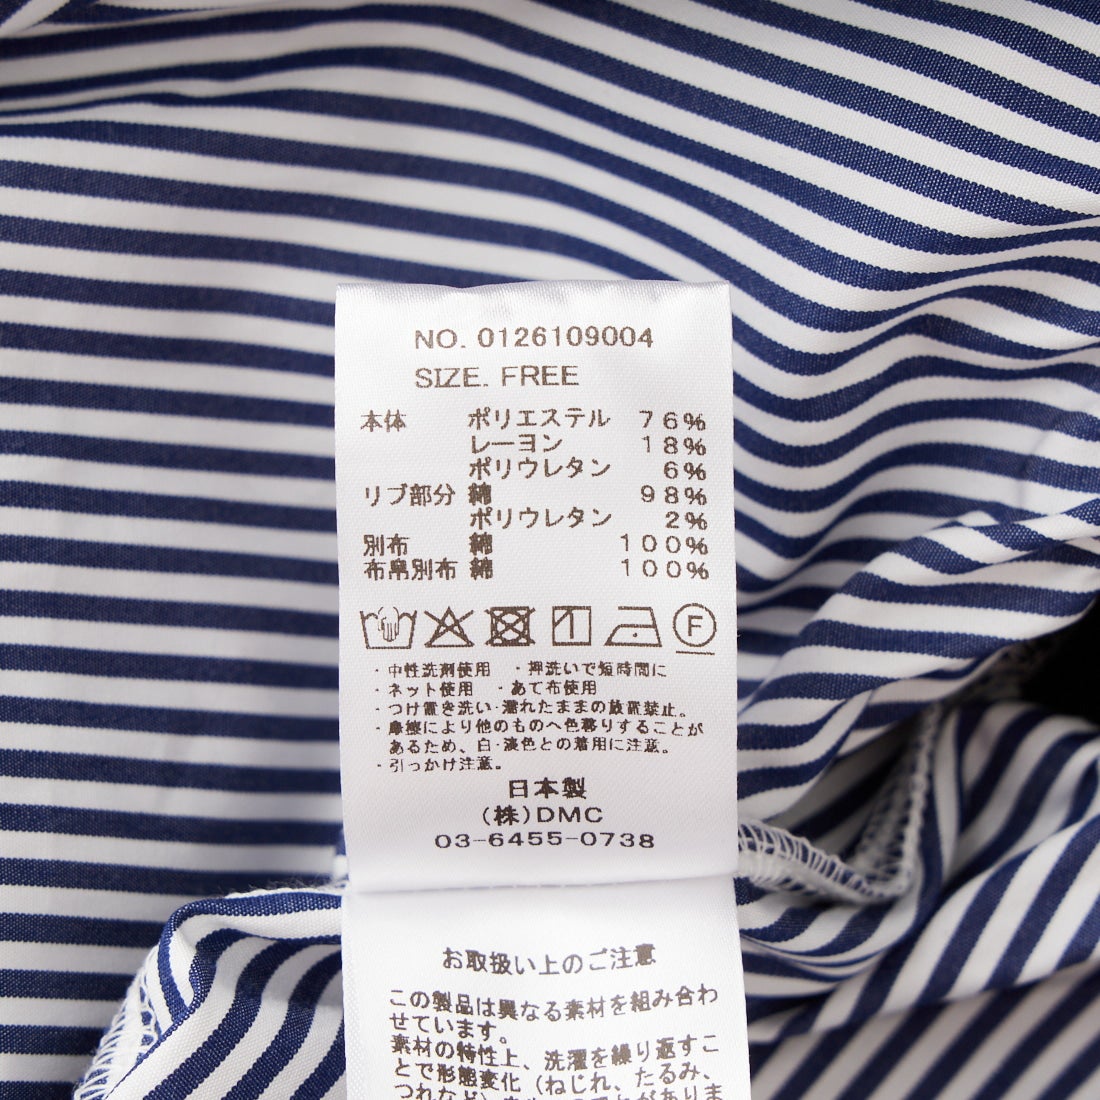 NO. 0126109004
SIZE. FREE
本体 ポリエステル 76%
レーヨン 18%
ポリウレタン 6%
リブ部分 綿 98%
ポリウレタン 2%
別布 綿 100%
布帛別布 綿 100%
1 F
・中性洗剤使用 ・押洗いで短時間に
・ネット使用 ・あて布使用
・つけ置き洗い・濡れたままの放置禁止。
・摩擦により他のものへ色移りすることが
あるため、白・淡色との着用に注意。
・引っかけ注意。
日本製
(株)DMC
03-6455-0738
お取扱い上のご注意
この製品は異なる素材を組み合わ
せています。
素材の特性上、洗濯を繰り返すこ
とで形態変化(ねじれ、たるみ、
つれなど)